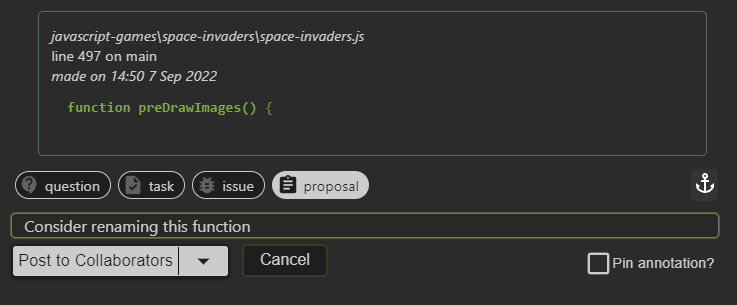 javascript-games\space-invaders\space-invaders.js
line 497 on main
made on 14:50 7 Sep 2022
function preDrawImages() {
question task issue proposal
Consider renaming this function
Post to Collaborators Cancel Pin annotation?